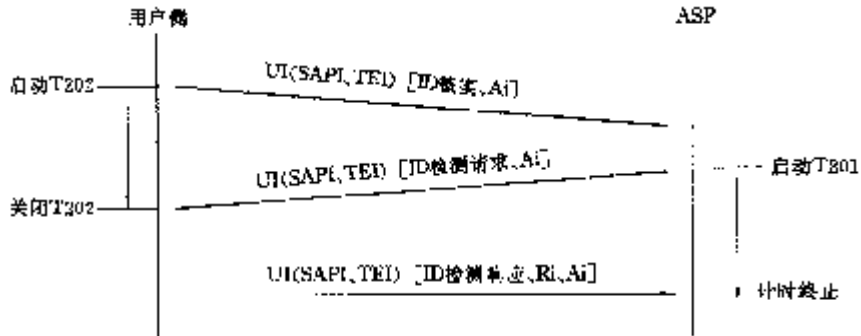 用户侧
ASP
启动T202
UI(SAPI、TEI) [ID核实、Ai]
UI(SAPI、TEI) [ID检测请求、Ai]
启动T201
关闭T202
UI(SAPI、TEI) [ID检测响应、Ri、Ai]
计时终止